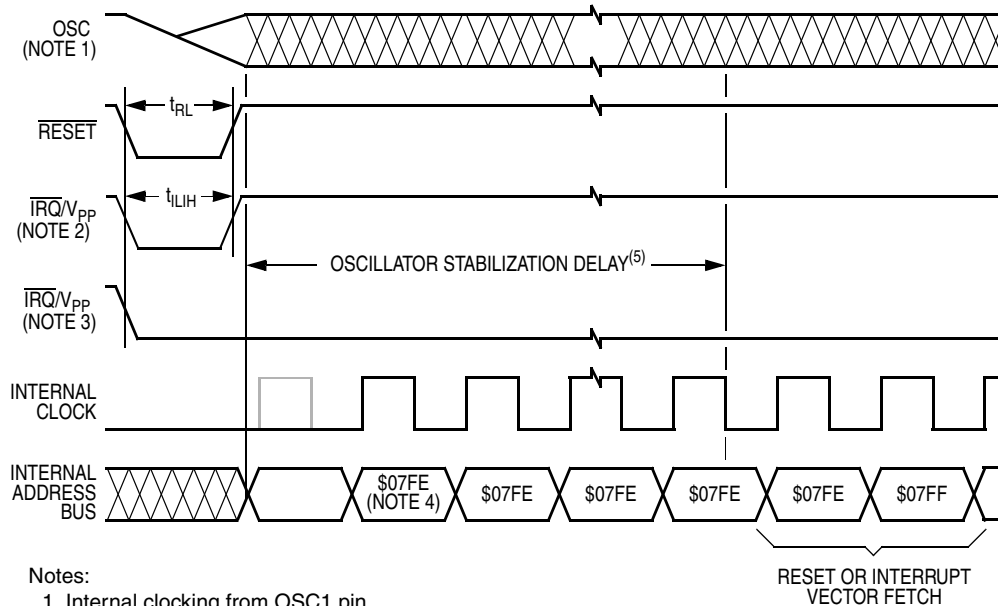 OSC
(NOTE 1)
tRL
RESET
tILIH
IRQ/VPP
(NOTE 2)
OSCILLATOR STABILIZATION DELAY(5)
IRQ/VPP
(NOTE 3)
INTERNAL
CLOCK
INTERNAL
ADDRESS
BUS
$07FE
(NOTE 4)
$07FE
$07FE
$07FE
$07FE
$07FF
RESET OR INTERRUPT
VECTOR FETCH
Notes:
1. Internal clocking from OSC1 pin